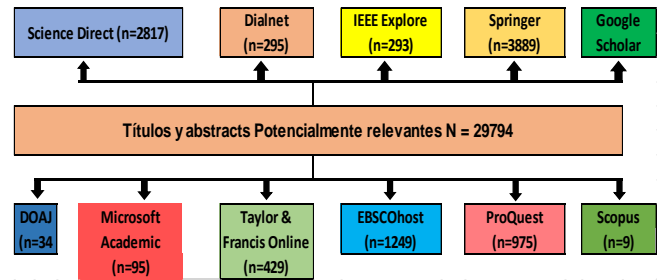 Science Direct (n=2817)
Dialnet
(n=295)
IEEE Explore
(n=293)
Springer
(n=3889)
Google
Scholar
Títulos y abstracts Potencialmente relevantes N = 29794
DOAJ
(n=34
Microsoft
Academic
(n=95)
Taylor &
Francis Online
(n=429)
EBSCOhost
(n=1249)
ProQuest
(n=975)
Scopus
(n=9)